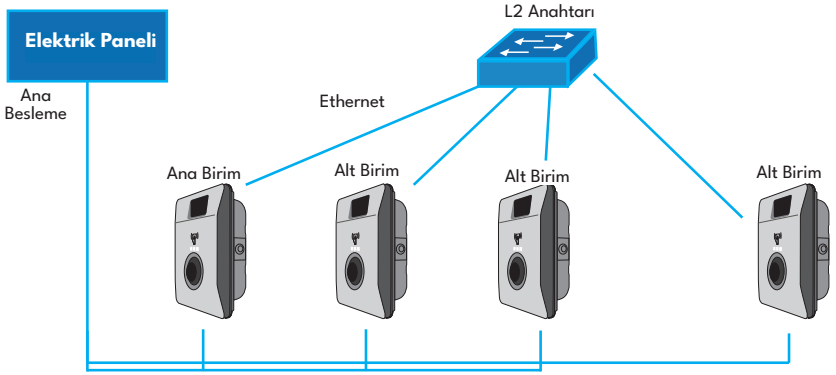 L2 Anahtarı
Elektrik Paneli
Ana
Besleme
Ethernet
Ana Birim
Alt Birim
Alt Birim
Alt Birim